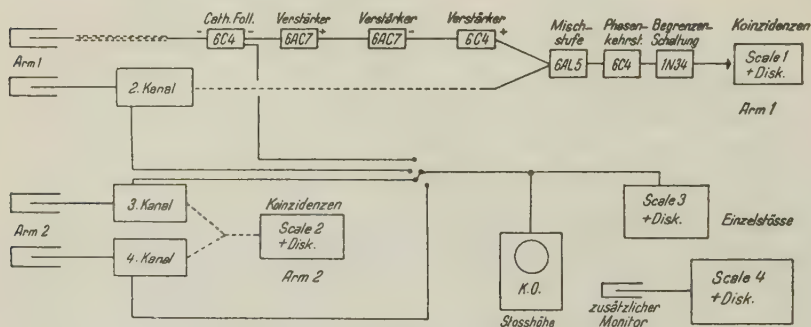 Cath. Foll. Verstärker Verstärker Verstärker
- 6C4 - 6AC7 + 6AC7 - 6C4 +
Arm 1
Misch-
stufe
6AL5
Phasen-
kehrst.
6C4
Begrenzer-
Schaltung
1N34
Koinzidenzen
Scale 1
+ Disk.
Arm 1
2. Kanal
3. Kanal
Arm 2
4. Kanal
Koinzidenzen
Scale 2
+ Disk.
Arm 2
K.O.
Stosshöhe
Scale 3
+ Disk.
Einzelstösse
zusätzlicher
Monitor
Scale 4
+ Disk.